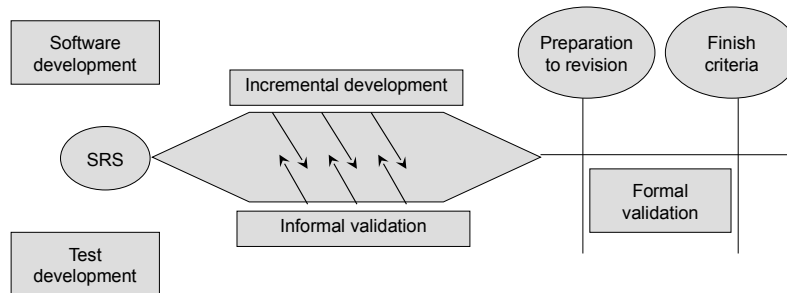 Software
development
Preparation
to revision
Finish
criteria
Incremental development
SRS
Formal
validation
Informal validation
Test
development